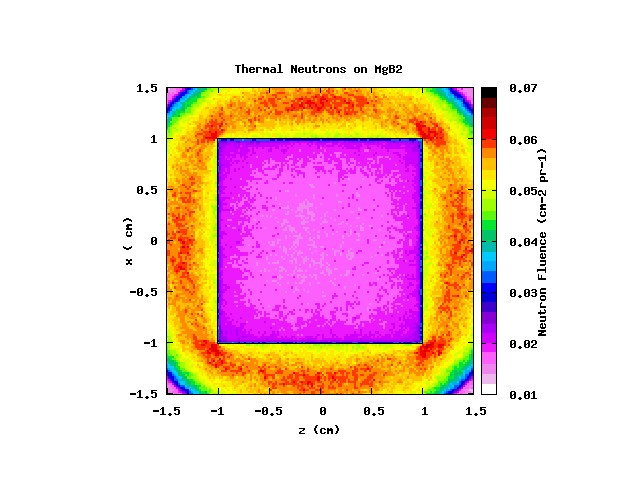 Thermal Neutrons on MgB2
1.5
1
0.5
0
-0.5
-1
-1.5
x ( cm)
-1.5 -1 -0.5 0 0.5 1 1.5
z (cm)
0.07
0.06
0.05
0.04
0.03
0.02
0.01
Neutron Fluence (cm-2 pr-1)